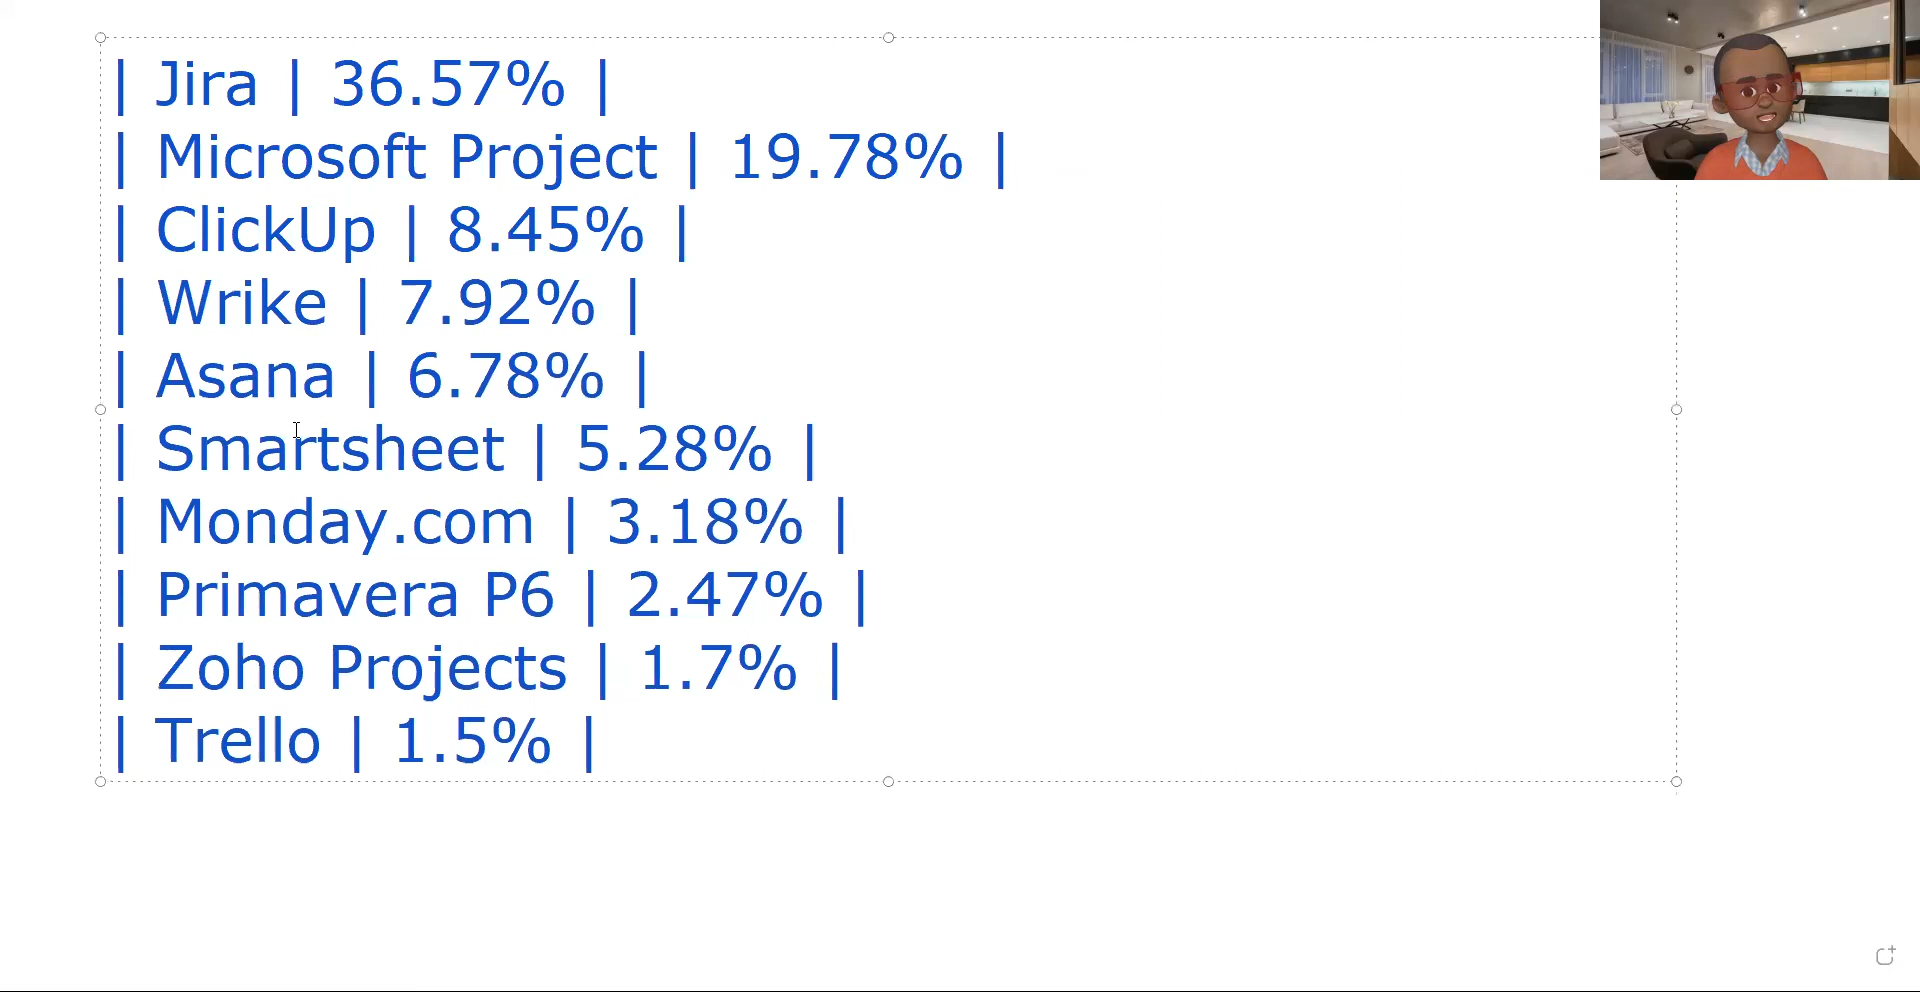 | Jira | 36.57% |
| Microsoft Project | 19.78% |
| ClickUp | 8.45% |
| Wrike | 7.92% |
| Asana | 6.78% |
| Smartsheet | 5.28% |
| Monday.com | 3.18% |
| Primavera P6 | 2.47% |
| Zoho Projects | 1.7% |
| Trello | 1.5% |